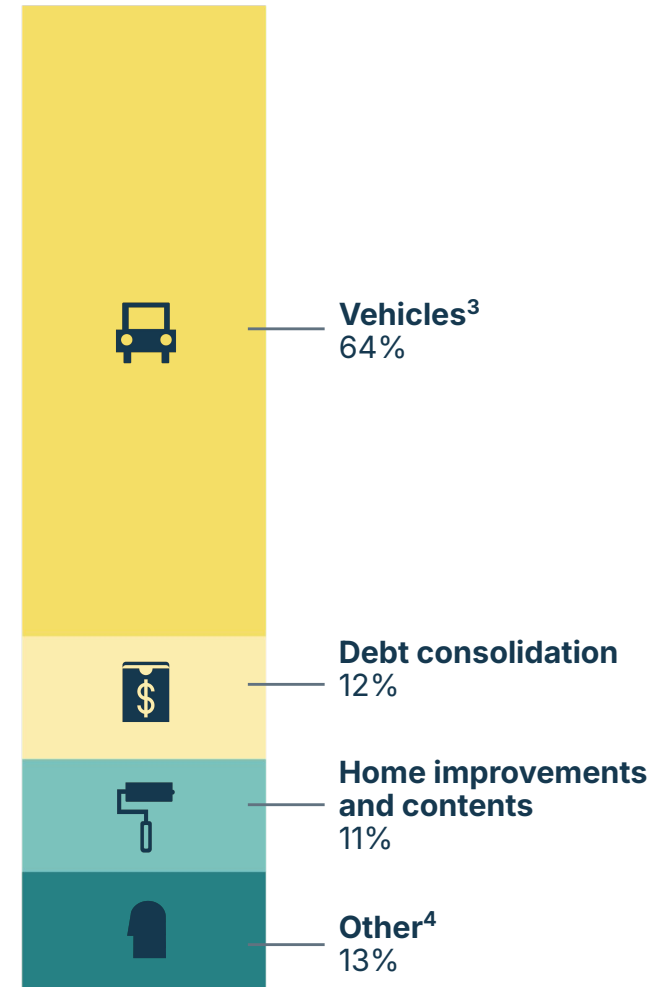 Vehicles³
64%
$
Debt consolidation
12%
Home improvements
and contents
11%
Other⁴
13%